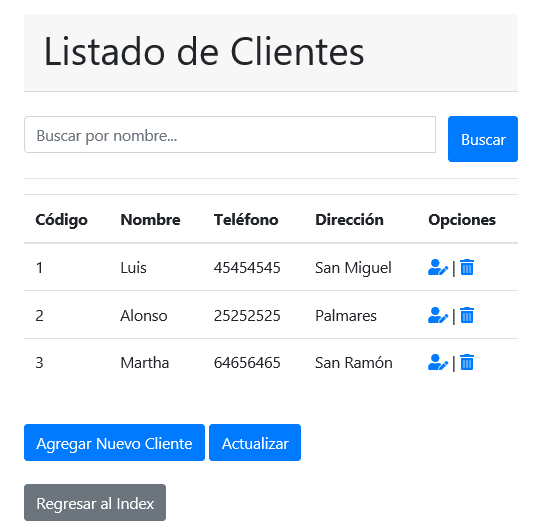 Listado de Clientes
Buscar por nombre... Buscar
Código Nombre Teléfono Dirección Opciones
1 Luis 45454545 San Miguel |
2 Alonso 25252525 Palmares |
3 Martha 64656465 San Ramón |
Agregar Nuevo Cliente Actualizar
Regresar al Index